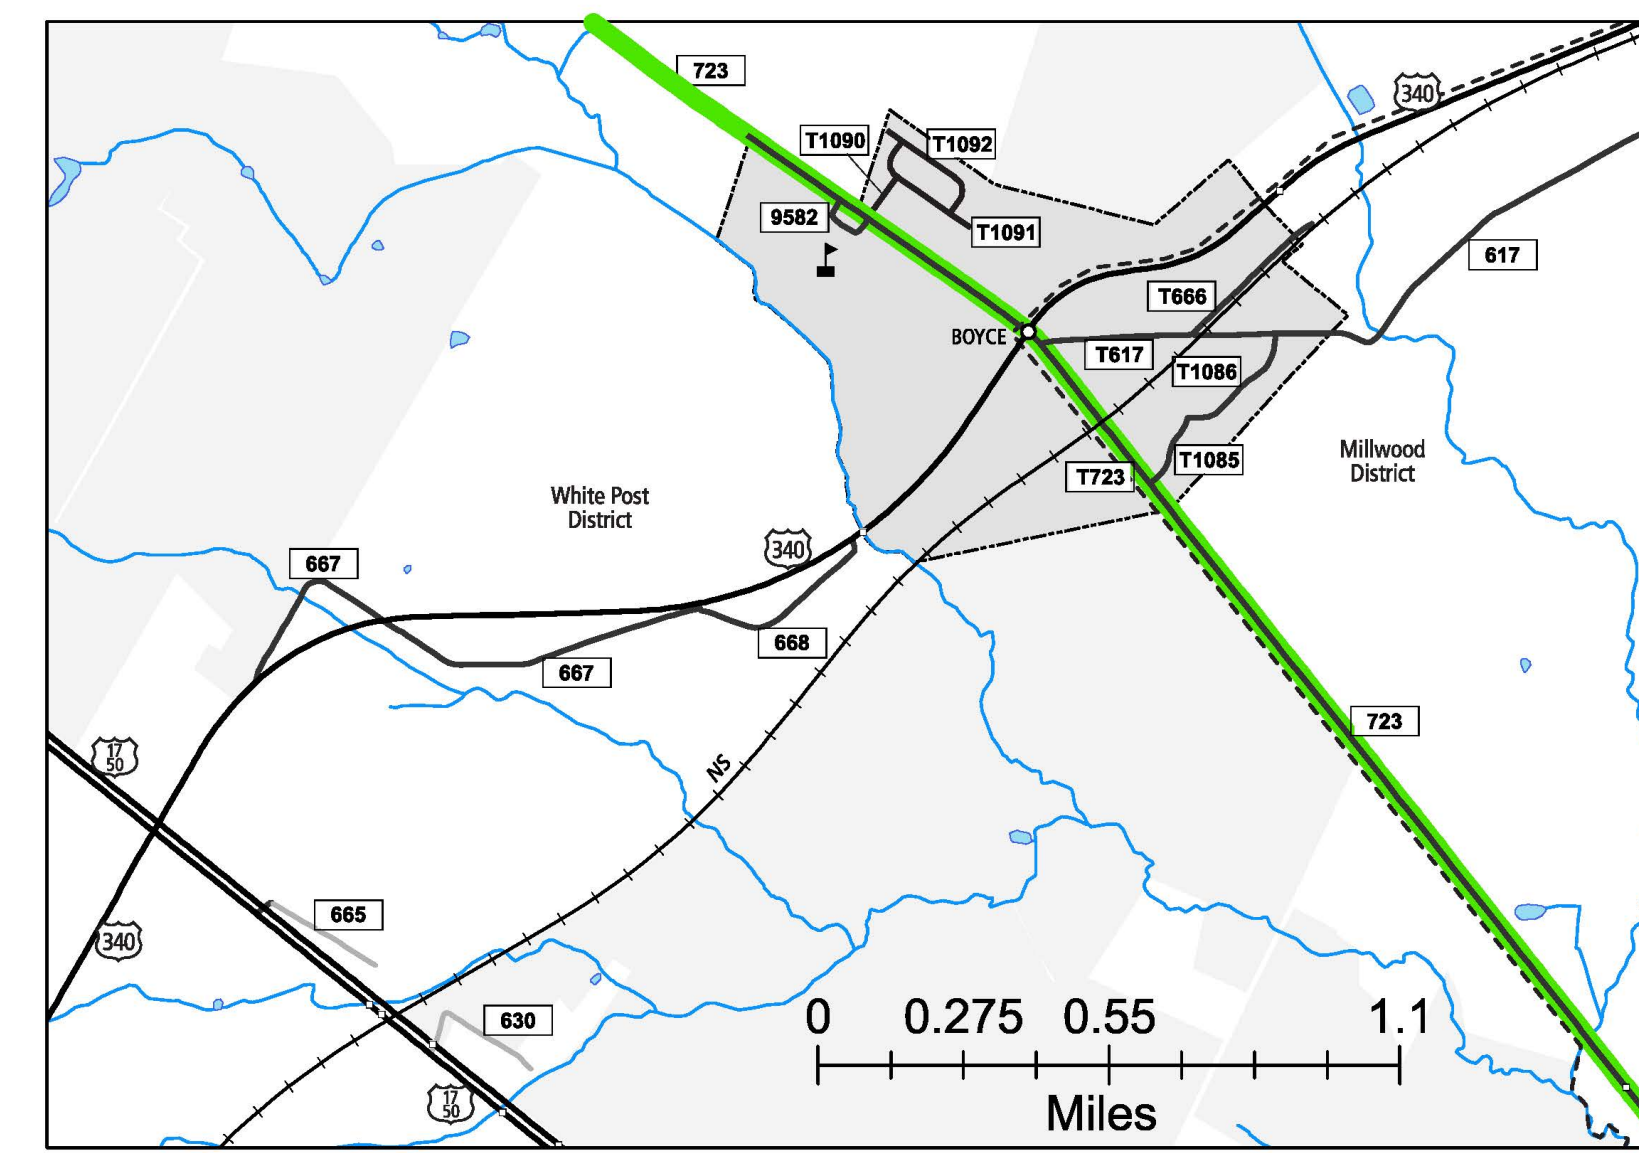 723
340
T1090
T1092
9582
T1091
617
T666
BOYCE
T617
T1086
Millwood
District
T1085
T723
White Post
District
340
667
668
667
723
NS
17
50
665
340
630
0 0.275 0.55 1.1
Miles
17
50